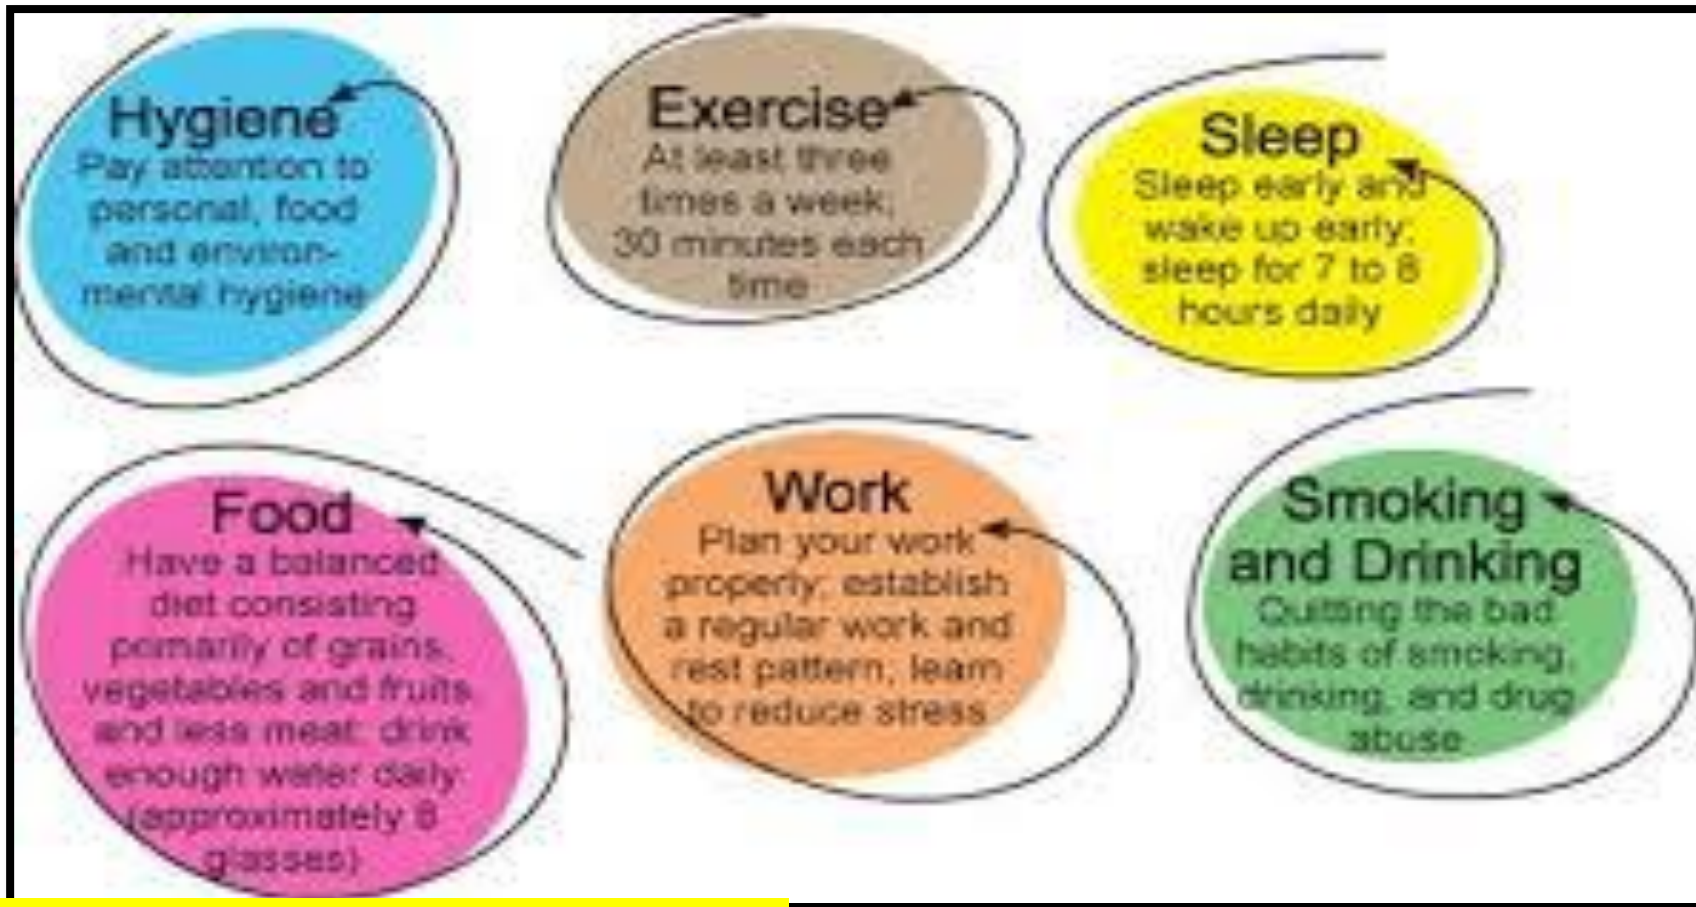 Hygiene
Pay attention to
personal, food
and environ-
mental hygiene
Exercise
At least three
times a week;
30 minutes each
time
Sleep
Sleep early and
wake up early;
sleep for 7 to 8
hours daily
Food
Have a balanced
diet consisting
primarily of grains,
vegetables and fruits
and less meat; drink
enough water daily
(approximately 8
glasses)
Work
Plan your work
properly; establish
a regular work and
rest pattern, learn
to reduce stress
Smoking
and Drinking
Quitting the bad
habits of smoking,
drinking, and drug
abuse